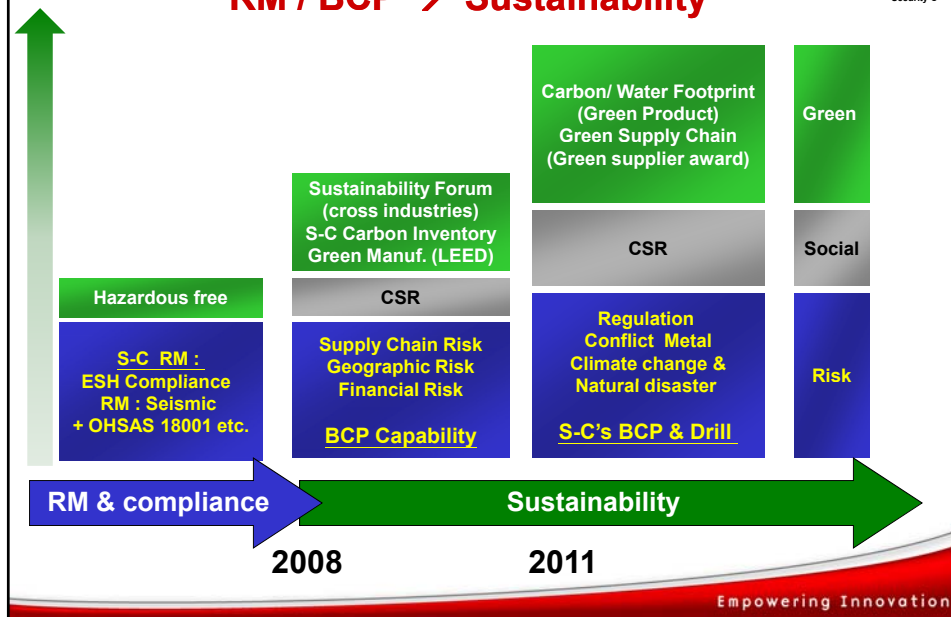 RM / BCP → Sustainability
Carbon/ Water Footprint
(Green Product)
Green Supply Chain
(Green supplier award)
Green
Sustainability Forum
(cross industries)
S-C Carbon Inventory
Green Manuf. (LEED)
CSR
Social
Hazardous free
CSR
S-C RM :
ESH Compliance
RM : Seismic
+ OHSAS 18001 etc.
Supply Chain Risk
Geographic Risk
Financial Risk
BCP Capability
Regulation
Conflict Metal
Climate change &
Natural disaster
S-C's BCP & Drill
Risk
RM & compliance
Sustainability
2008
2011
Empowering Innovation